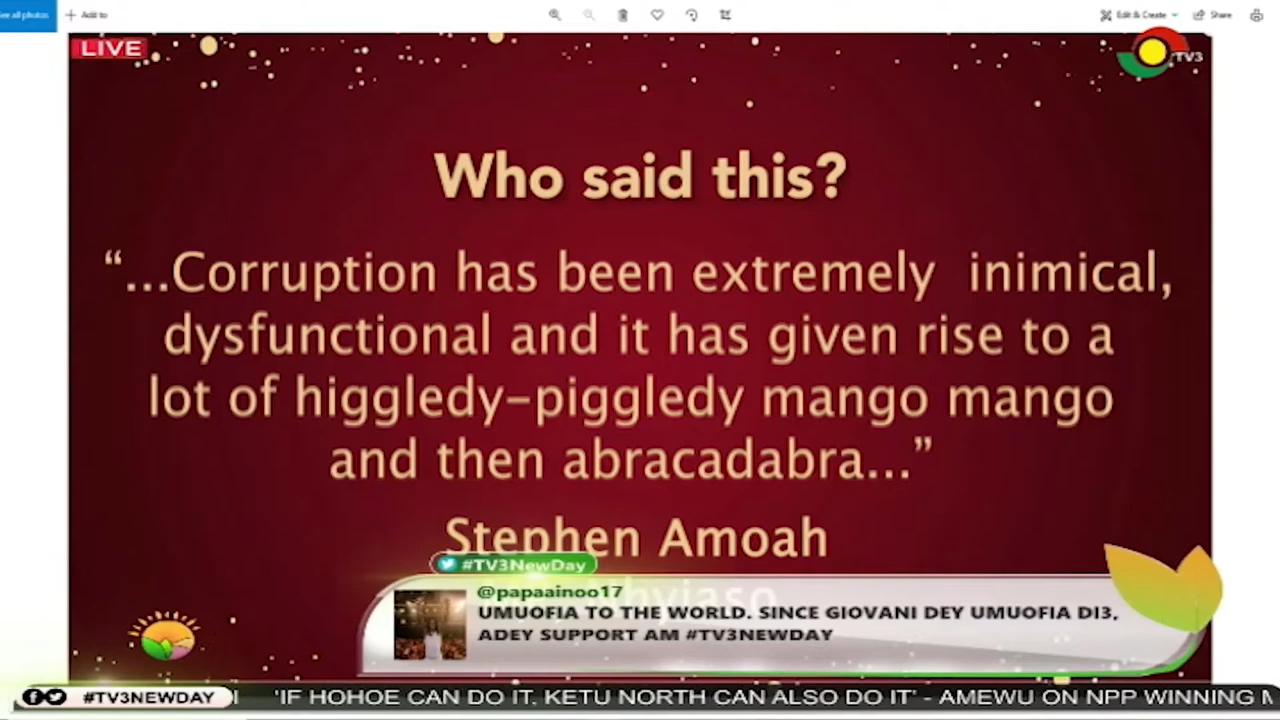 See all photos
Add to
Edit & Create
Share
LIVE
TV3
Who said this?
“...Corruption has been extremely inimical,
dysfunctional and it has given rise to a
lot of higgledy-piggledy mango mango
and then abracadabra...”
Stephen Amoah
#TV3NewDay
@papaainoo17
UMUOFIA TO THE WORLD. SINCE GIOVANI DEY UMUOFIA DI3,
ADEY SUPPORT AM #TV3NEWDAY
#TV3NEWDAY
'IF HOHOE CAN DO IT, KETU NORTH CAN ALSO DO IT' - AMEWU ON NPP WINNING